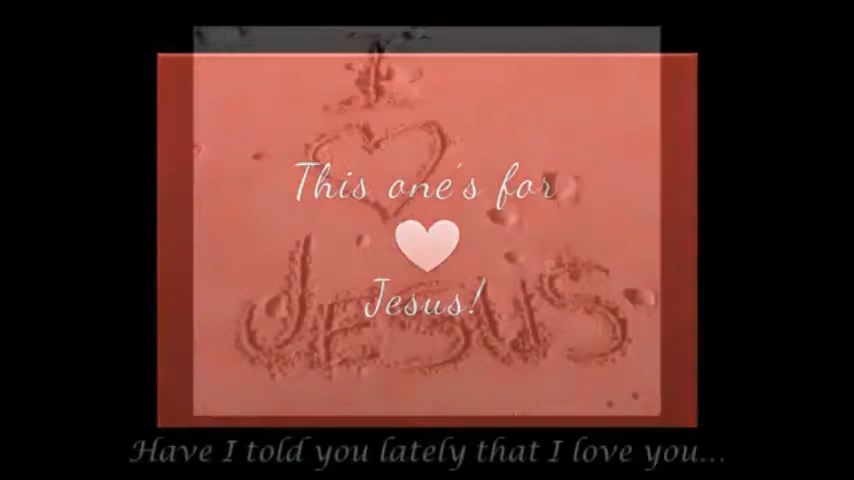 I
This one's for
Jesus!
JESUS
Have I told you lately that I love you...